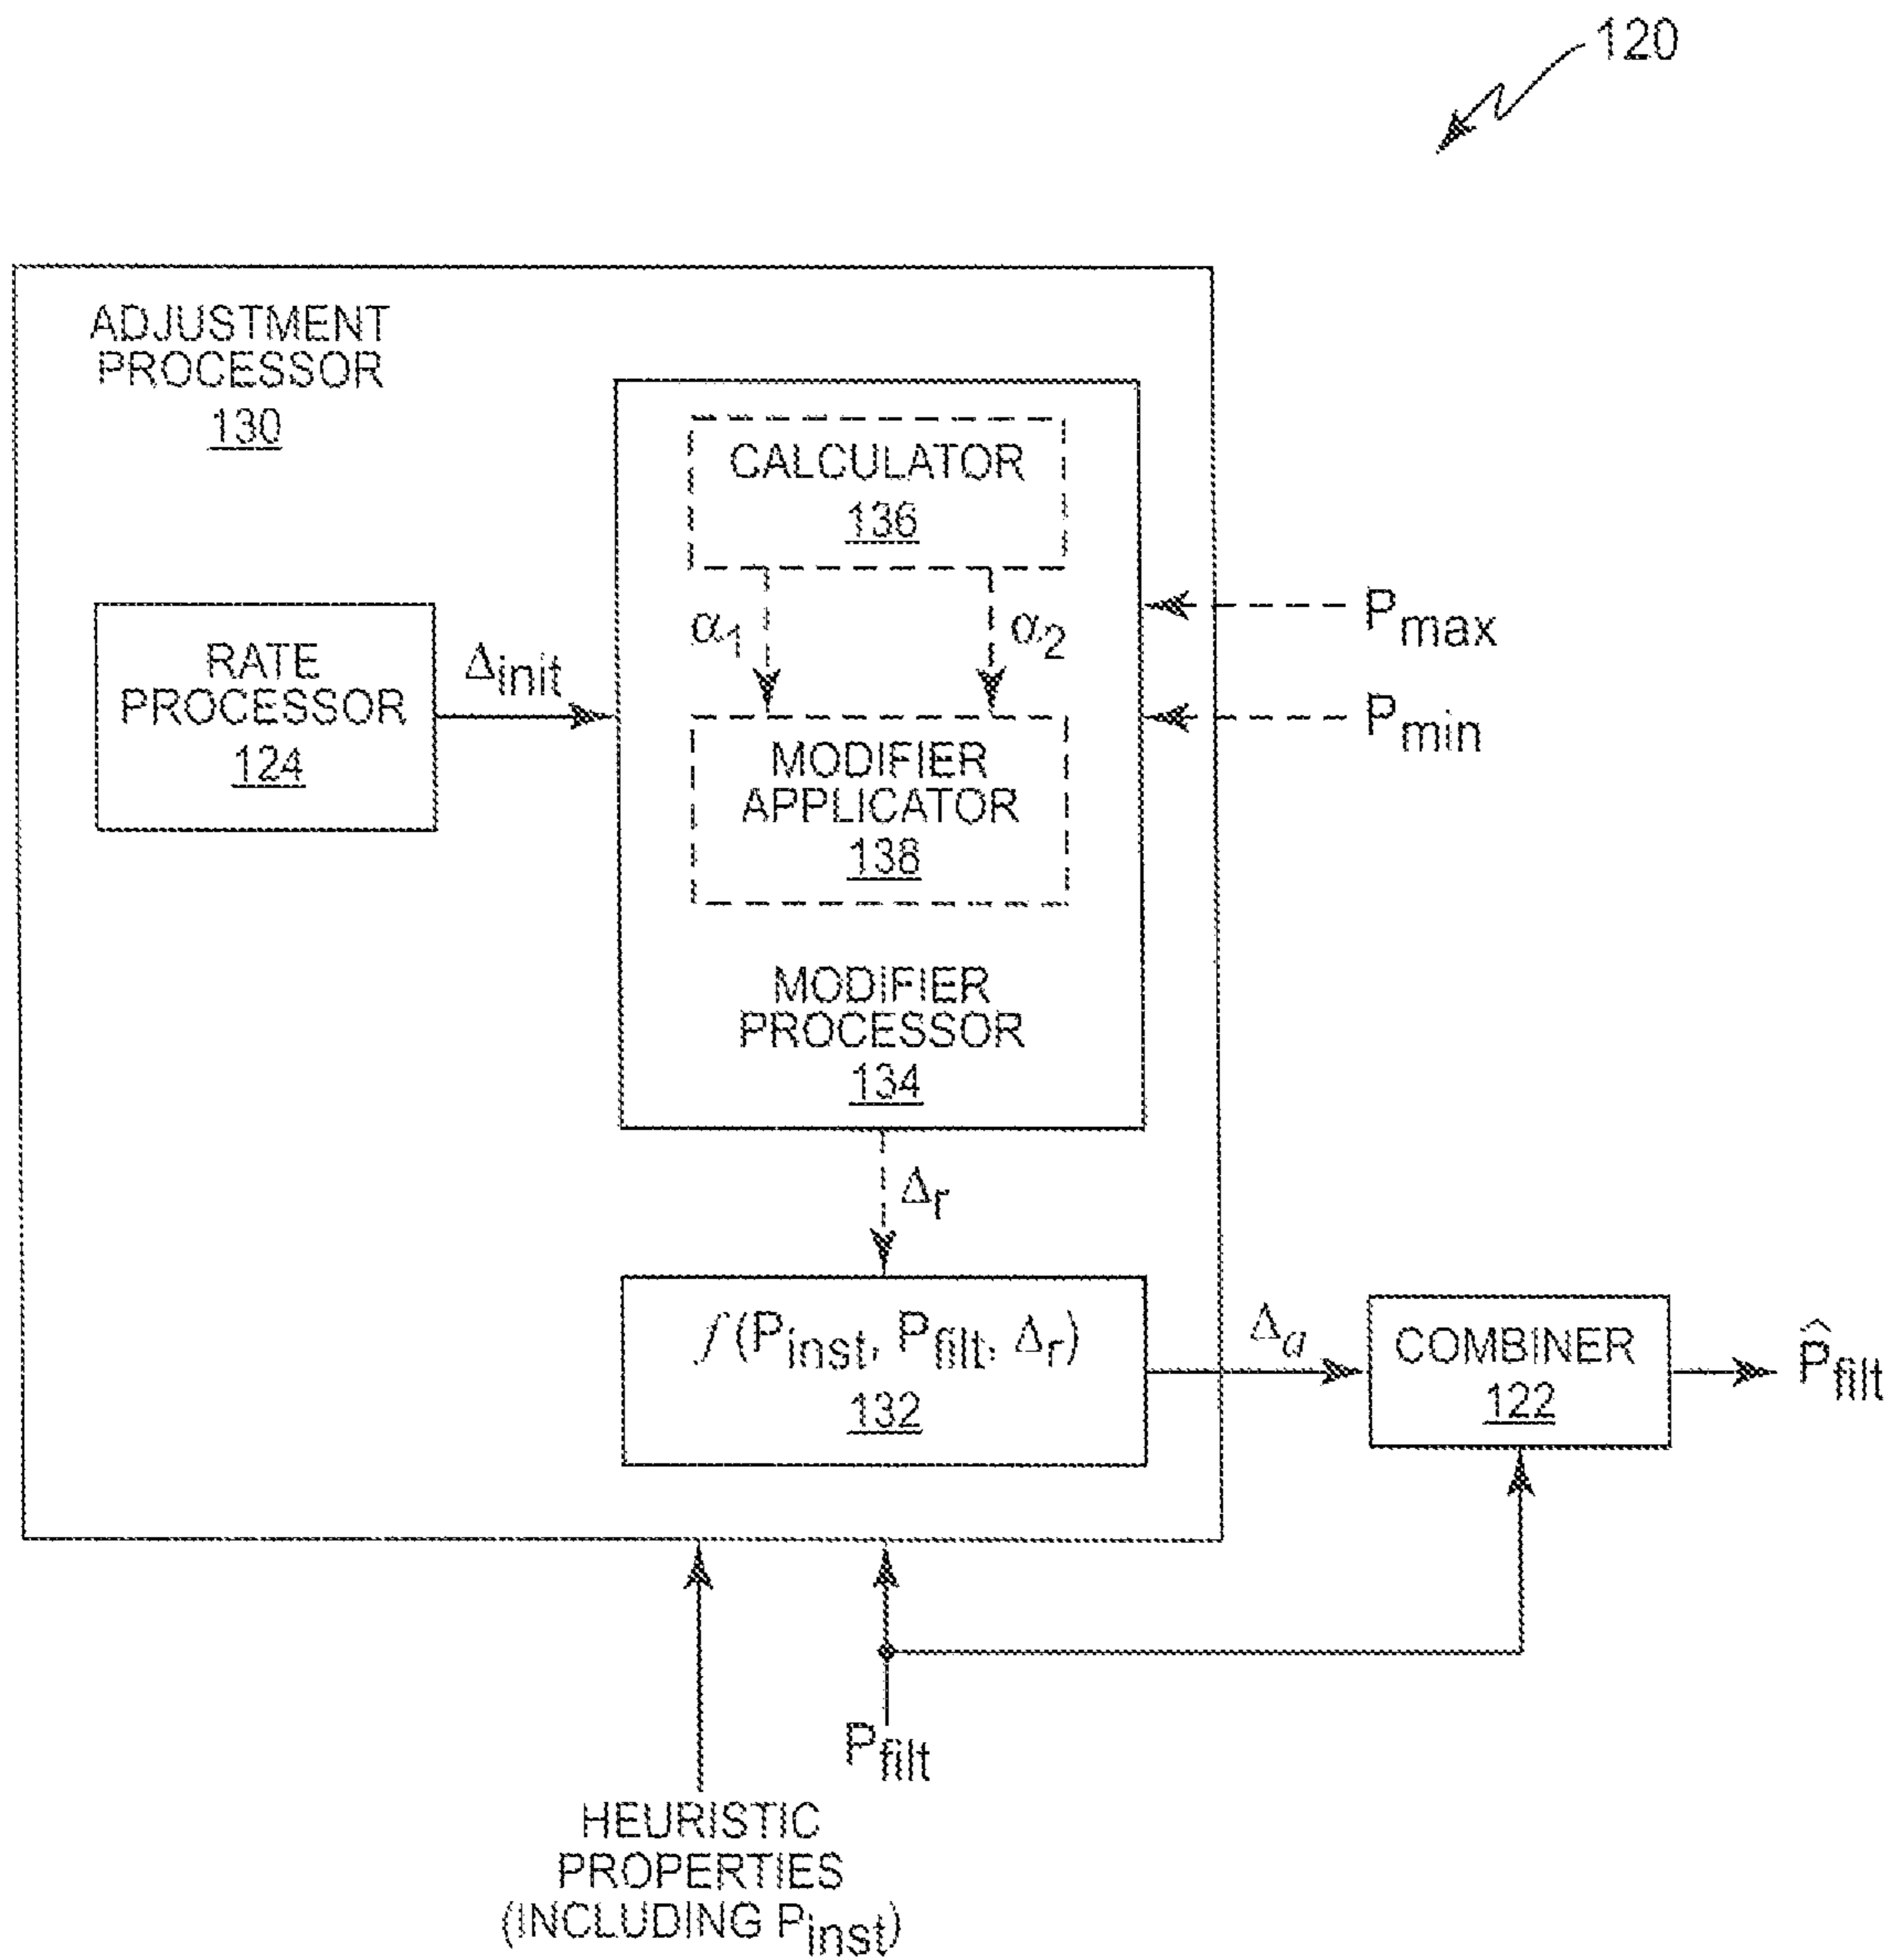 120
ADJUSTMENT
PROCESSOR
130
CALCULATOR
136
α1
α2
Pmax
Pmin
RATE
PROCESSOR
124
Δinit
MODIFIER
APPLICATOR
138
MODIFIER
PROCESSOR
134
Δr
f (Pinst, Pfilt, Δr)
132
Δa
COMBINER
122
P̂filt
Pfilt
HEURISTIC
PROPERTIES
(INCLUDING Pinst)